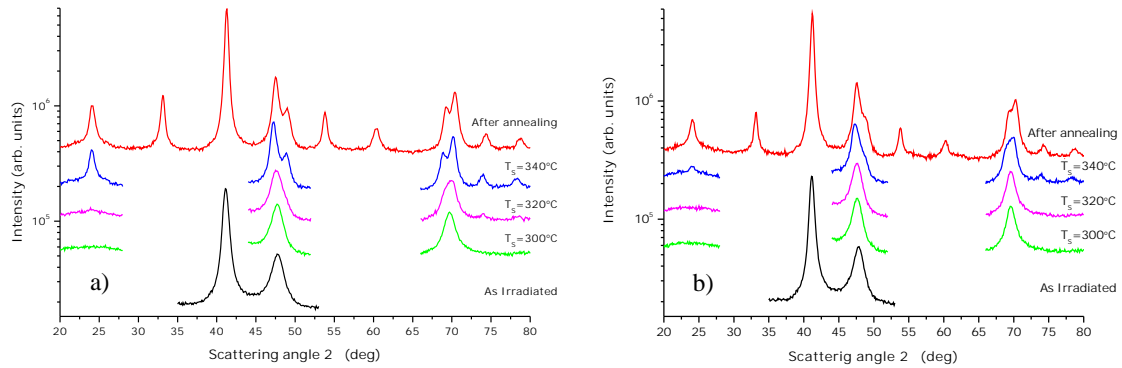 Intensity (arb. units)
10^6
10^5
After annealing
T_S=340°C
T_S=320°C
T_S=300°C
As Irradiated
a)
20 25 30 35 40 45 50 55 60 65 70 75 80
Scattering angle 2 (deg)
Intensity (arb. units)
10^6
10^5
After annealing
T_S=340°C
T_S=320°C
T_S=300°C
As Irradiated
b)
20 25 30 35 40 45 50 55 60 65 70 75 80
Scatterig angle 2 (deg)